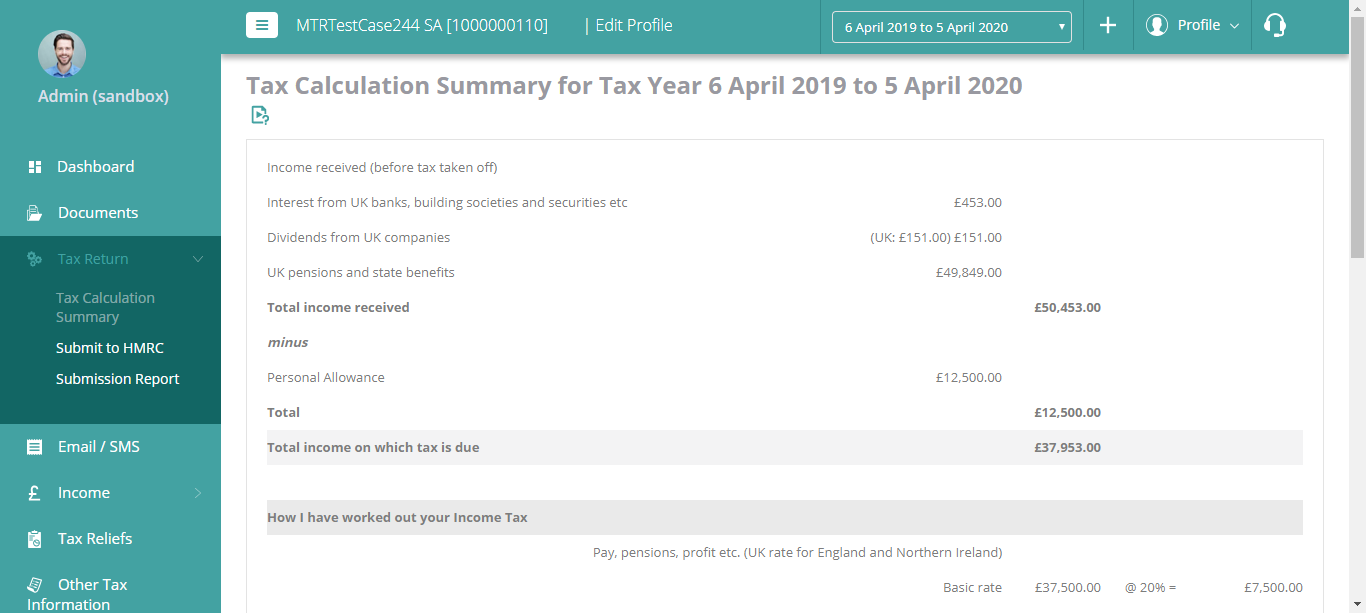 MTRTestCase244 SA [1000000110] | Edit Profile
6 April 2019 to 5 April 2020
Profile
Admin (sandbox)
Dashboard
Documents
Tax Return
Tax Calculation
Summary
Submit to HMRC
Submission Report
Email / SMS
£ Income
Tax Reliefs
Other Tax
Information
Tax Calculation Summary for Tax Year 6 April 2019 to 5 April 2020
Income received (before tax taken off)
Interest from UK banks, building societies and securities etc £453.00
Dividends from UK companies (UK: £151.00) £151.00
UK pensions and state benefits £49,849.00
Total income received £50,453.00
minus
Personal Allowance £12,500.00
Total £12,500.00
Total income on which tax is due £37,953.00
How I have worked out your Income Tax
Pay, pensions, profit etc. (UK rate for England and Northern Ireland)
Basic rate £37,500.00 @ 20% = £7,500.00